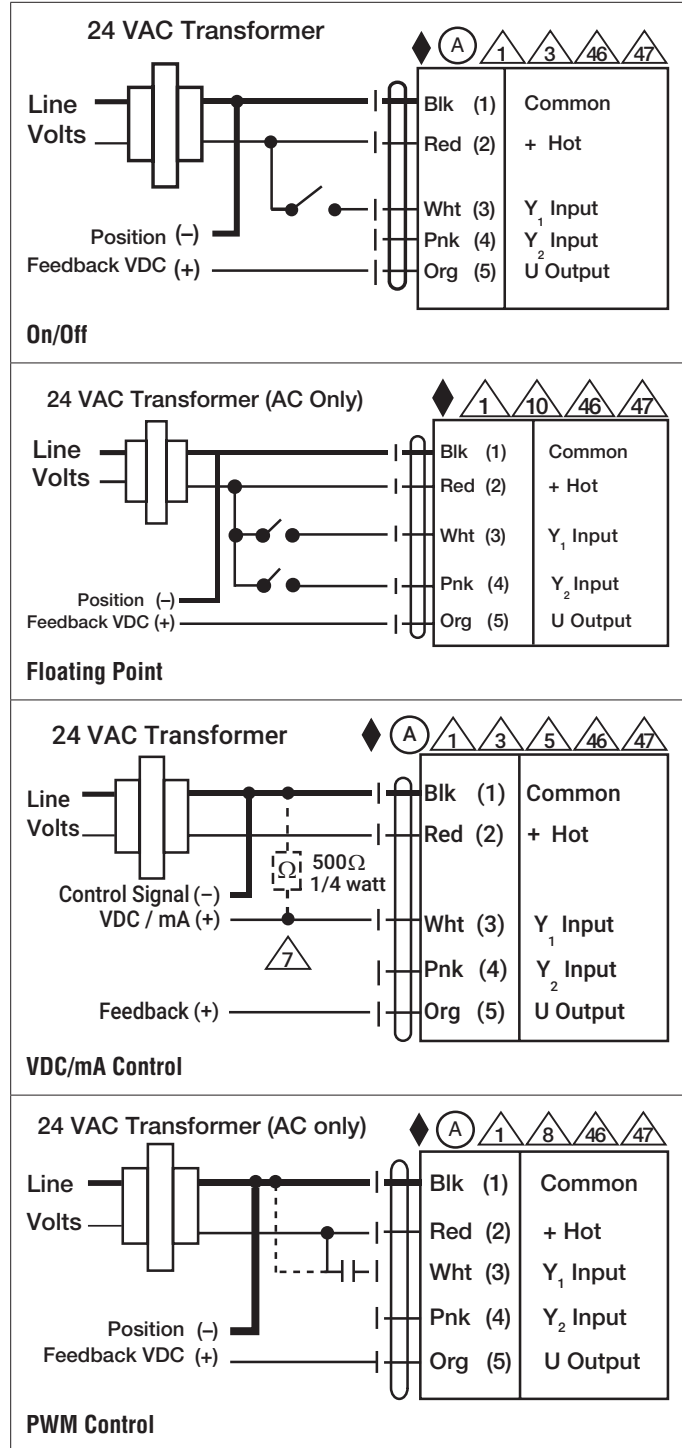 24 VAC Transformer
A 1 3 46 47
Line
Volts
Blk (1) Common
Red (2) + Hot
Wht (3) Y1 Input
Position (–)
Pnk (4) Y2 Input
Feedback VDC (+)
Org (5) U Output
On/Off
24 VAC Transformer (AC Only)
1 10 46 47
Line
Volts
Blk (1) Common
Red (2) + Hot
Wht (3) Y1 Input
Pnk (4) Y2 Input
Position (–)
Feedback VDC (+)
Org (5) U Output
Floating Point
24 VAC Transformer
A 1 3 5 46 47
Line
Volts
Blk (1) Common
Red (2) + Hot
Ω 500Ω
1/4 watt
Control Signal (–)
VDC / mA (+)
Wht (3) Y1 Input
7
Pnk (4) Y2 Input
Feedback (+)
Org (5) U Output
VDC/mA Control
24 VAC Transformer (AC only)
A 1 8 46 47
Line
Volts
Blk (1) Common
Red (2) + Hot
Wht (3) Y1 Input
Pnk (4) Y2 Input
Position (–)
Feedback VDC (+)
Org (5) U Output
PWM Control